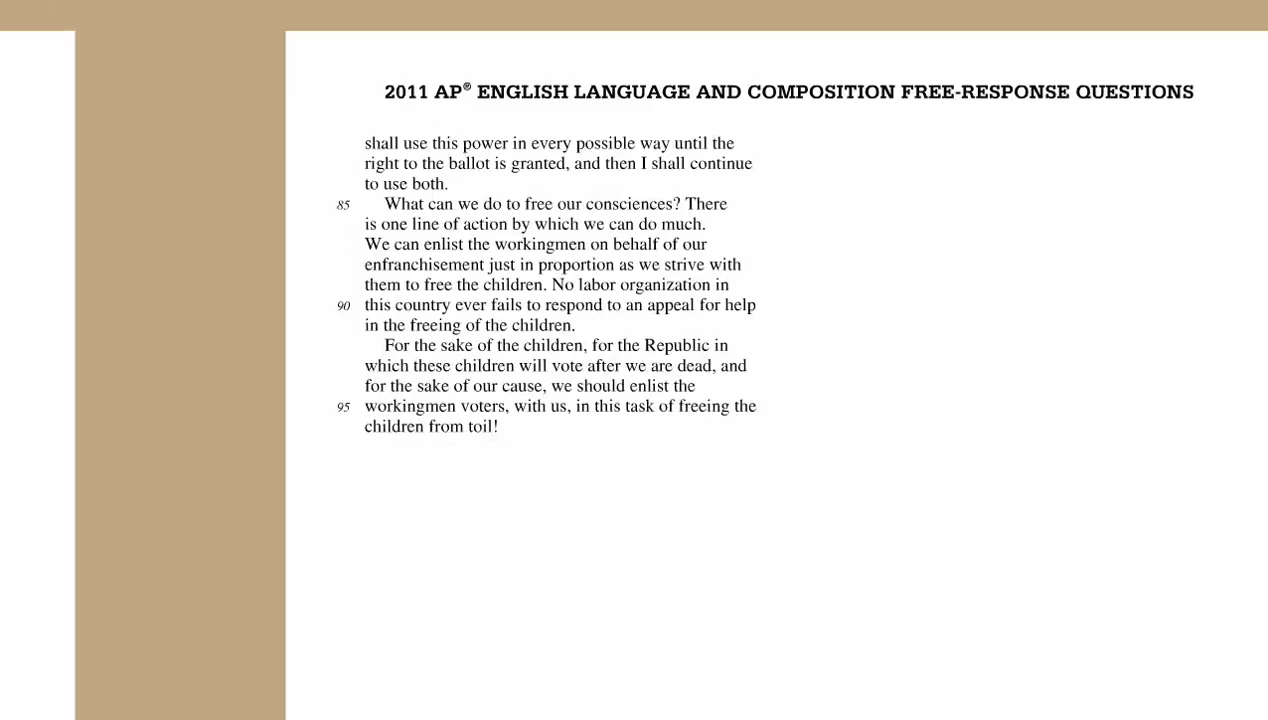 2011 AP® ENGLISH LANGUAGE AND COMPOSITION FREE-RESPONSE QUESTIONS
shall use this power in every possible way until the
right to the ballot is granted, and then I shall continue
to use both.
85 What can we do to free our consciences? There
is one line of action by which we can do much.
We can enlist the workingmen on behalf of our
enfranchisement just in proportion as we strive with
them to free the children. No labor organization in
90 this country ever fails to respond to an appeal for help
in the freeing of the children.
For the sake of the children, for the Republic in
which these children will vote after we are dead, and
for the sake of our cause, we should enlist the
95 workingmen voters, with us, in this task of freeing the
children from toil!